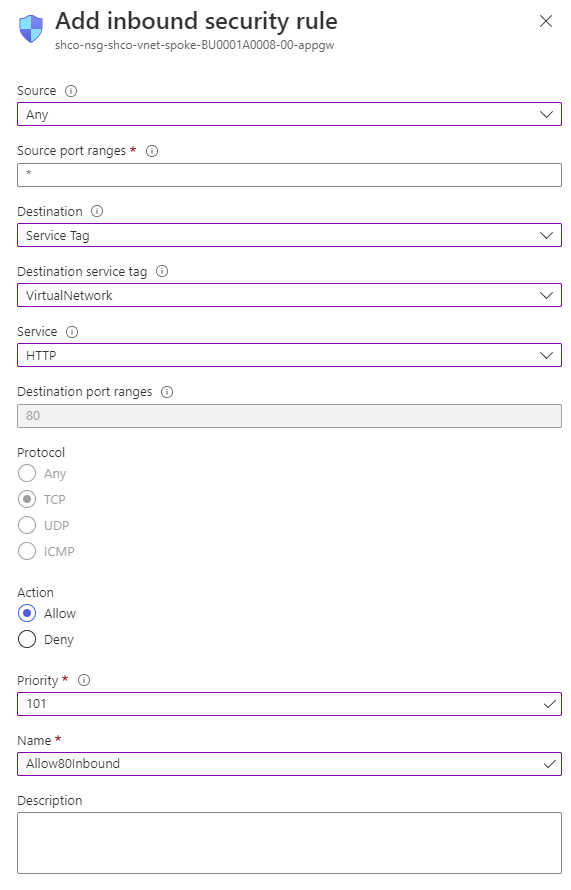 Add inbound security rule
shco-nsg-shco-vnet-spoke-BU0001A0008-00-appgw
Source
Any
Source port ranges *
*
Destination
Service Tag
Destination service tag
VirtualNetwork
Service
HTTP
Destination port ranges
80
Protocol
Any
TCP
UDP
ICMP
Action
Allow
Deny
Priority *
101
Name *
Allow80Inbound
Description